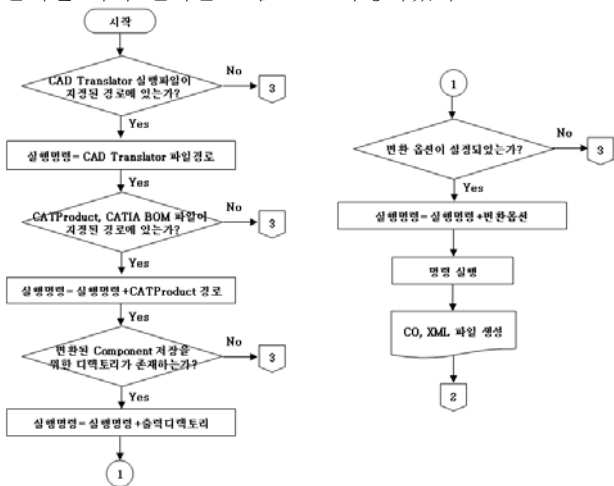 시작
CAD Translator 실행파일이
지정된 경로에 있는가?
No
3
Yes
실행명령= CAD Translator 파일경로
Yes
CATProduct, CATIA BOM 파일이
지정된 경로에 있는가?
No
3
Yes
실행명령= 실행명령+CATProduct 경로
Yes
변환된 Component 저장을
위한 디렉토리가 존재하는가?
No
3
Yes
실행명령= 실행명령+출력디렉토리
1
1
변환 옵션이 설정되있는가?
No
3
Yes
실행명령=실행명령+변환옵션
명령 실행
CO, XML 파일 생성
2